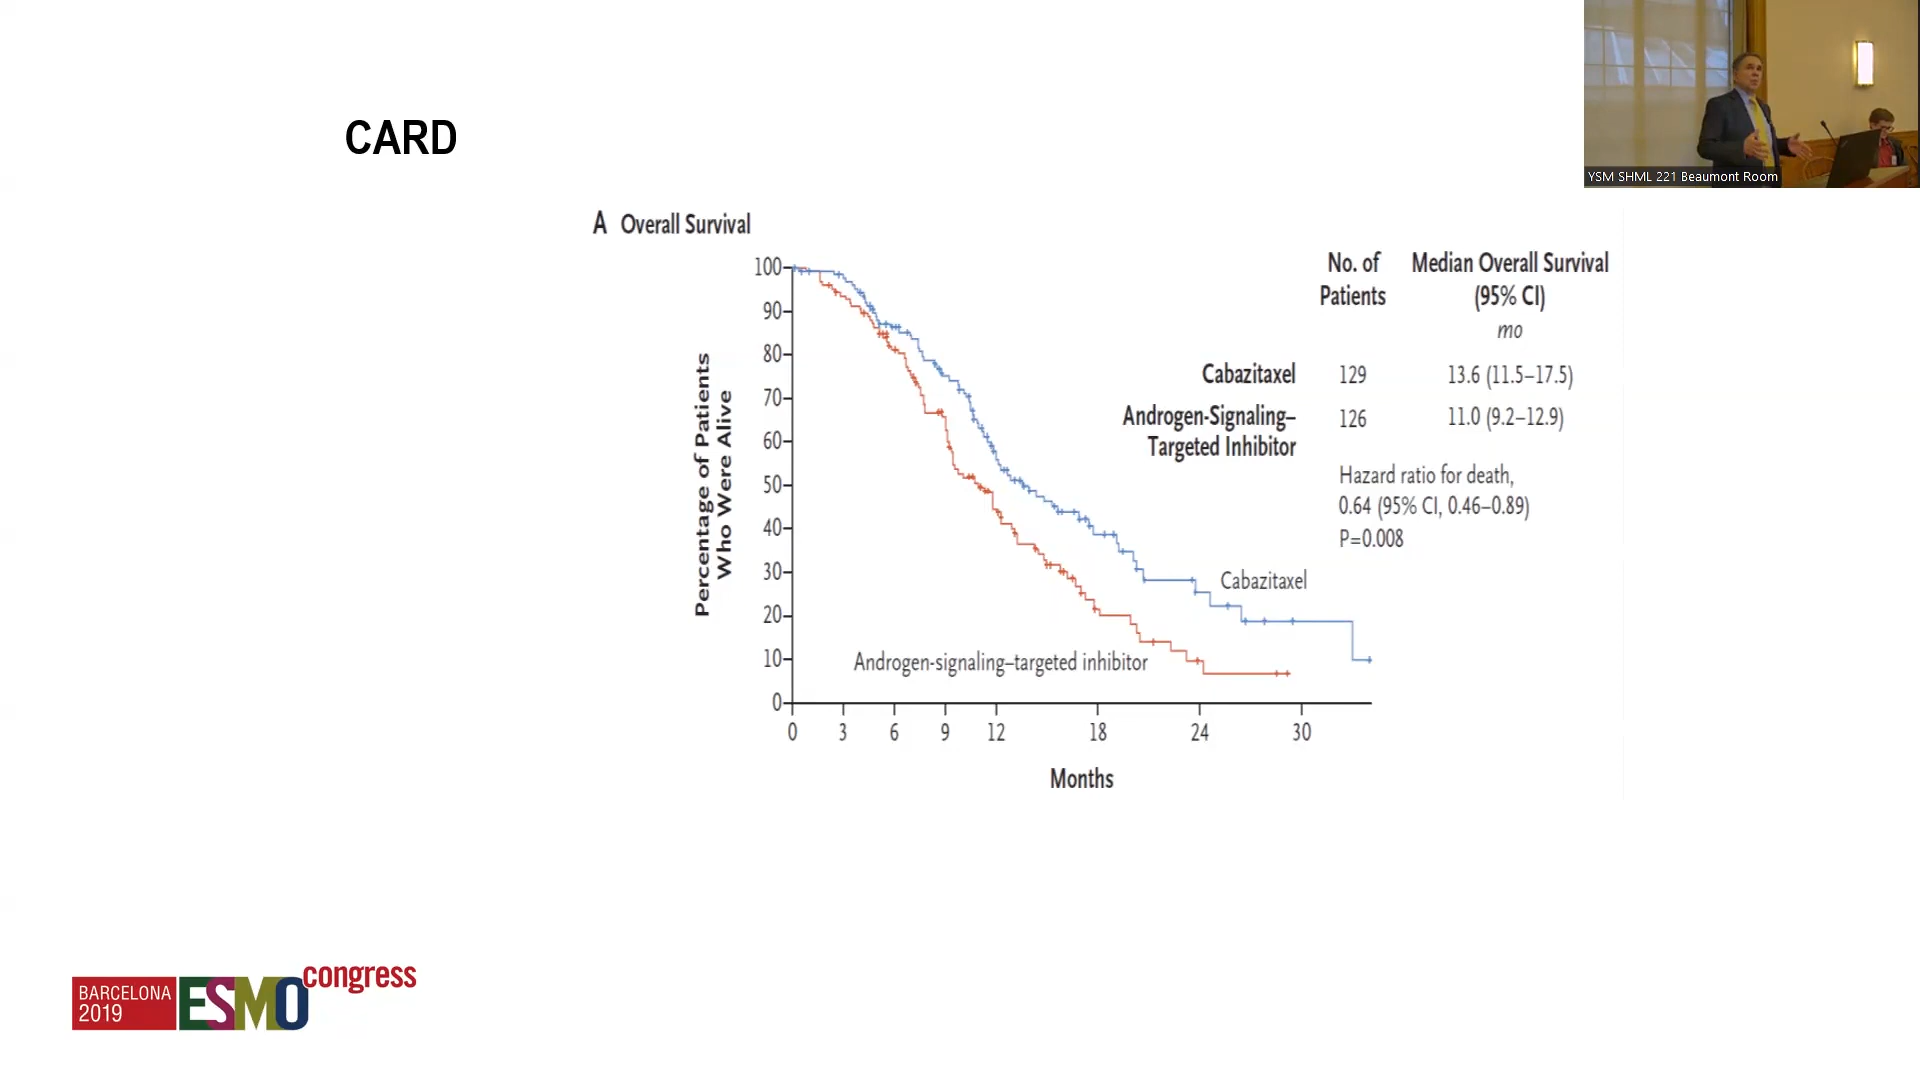 YSM SHML 221 Beaumont Room
CARD
A Overall Survival
No. of
Patients
Median Overall Survival
(95% CI)
mo
Cabazitaxel 129 13.6 (11.5–17.5)
Androgen-Signaling–
Targeted Inhibitor
126 11.0 (9.2–12.9)
Hazard ratio for death,
0.64 (95% CI, 0.46–0.89)
P=0.008
Percentage of Patients
Who Were Alive
100
90
80
70
60
50
40
30
20
10
0
Cabazitaxel
Androgen-signaling–targeted inhibitor
0 3 6 9 12 18 24 30
Months
BARCELONA
2019
ESMO
congress